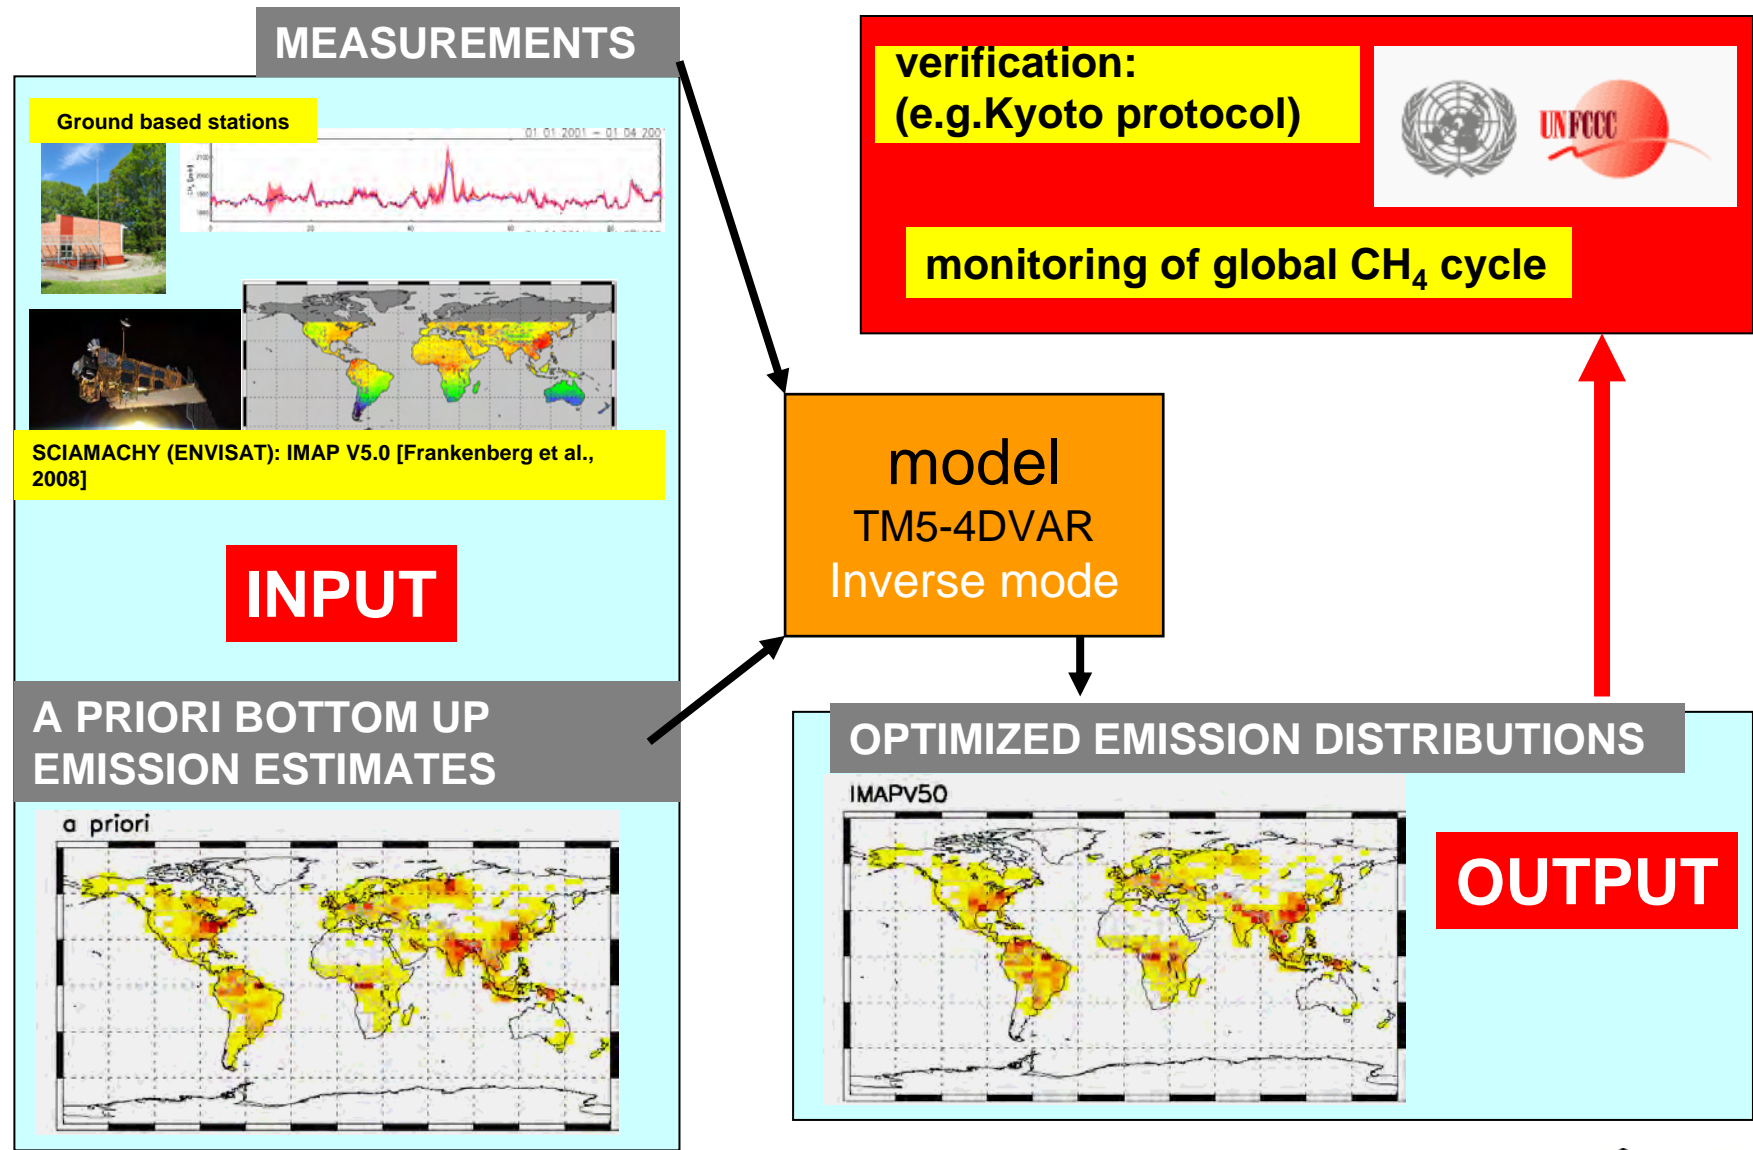 MEASUREMENTS
Ground based stations
01 01 2001 - 01 04 200
SCIAMACHY (ENVISAT): IMAP V5.0 [Frankenberg et al.,
2008]
INPUT
A PRIORI BOTTOM UP
EMISSION ESTIMATES
a priori
model
TM5-4DVAR
Inverse mode
verification:
(e.g.Kyoto protocol)
UNFCCC
monitoring of global CH₄ cycle
OPTIMIZED EMISSION DISTRIBUTIONS
IMAPV50
OUTPUT